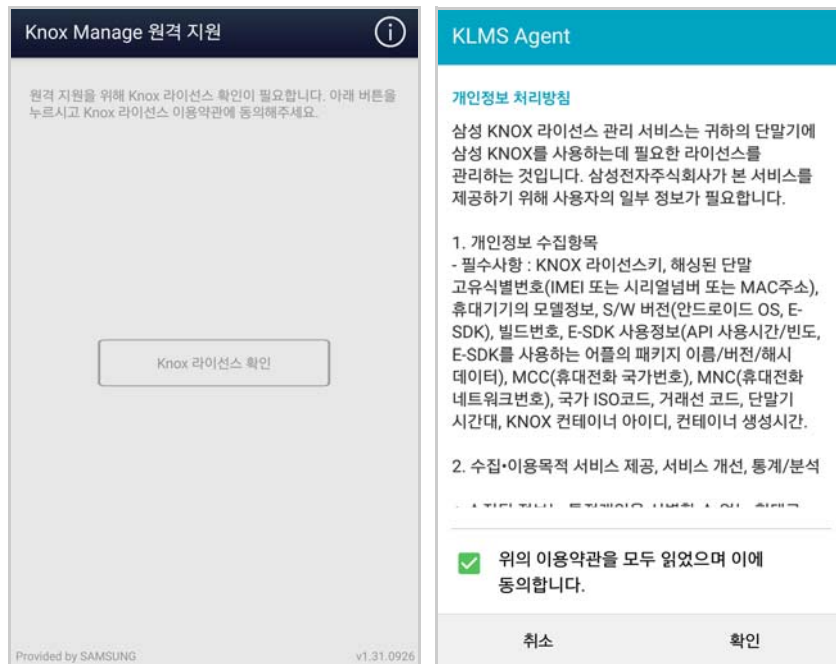 Knox Manage 원격 지원
원격 지원을 위해 Knox 라이선스 확인이 필요합니다. 아래 버튼을
누르시고 Knox 라이선스 이용약관에 동의해주세요.
Knox 라이선스 확인
Provided by SAMSUNG
v1.31.0926
KLMS Agent
개인정보 처리방침
삼성 KNOX 라이선스 관리 서비스는 귀하의 단말기에
삼성 KNOX를 사용하는데 필요한 라이선스를
관리하는 것입니다. 삼성전자주식회사가 본 서비스를
제공하기 위해 사용자의 일부 정보가 필요합니다.
1. 개인정보 수집항목
- 필수사항 : KNOX 라이선스키, 해싱된 단말
고유식별번호(IMEI 또는 시리얼넘버 또는 MAC주소),
휴대기기의 모델정보, S/W 버전(안드로이드 OS, E-
SDK), 빌드번호, E-SDK 사용정보(API 사용시간/빈도,
E-SDK를 사용하는 어플의 패키지 이름/버전/해시
데이터), MCC(휴대전화 국가번호), MNC(휴대전화
네트워크번호), 국가 ISO코드, 거래선 코드, 단말기
시간대, KNOX 컨테이너 아이디, 컨테이너 생성시간.
2. 수집•이용목적 서비스 제공, 서비스 개선, 통계/분석
위의 이용약관을 모두 읽었으며 이에
동의합니다.
취소
확인